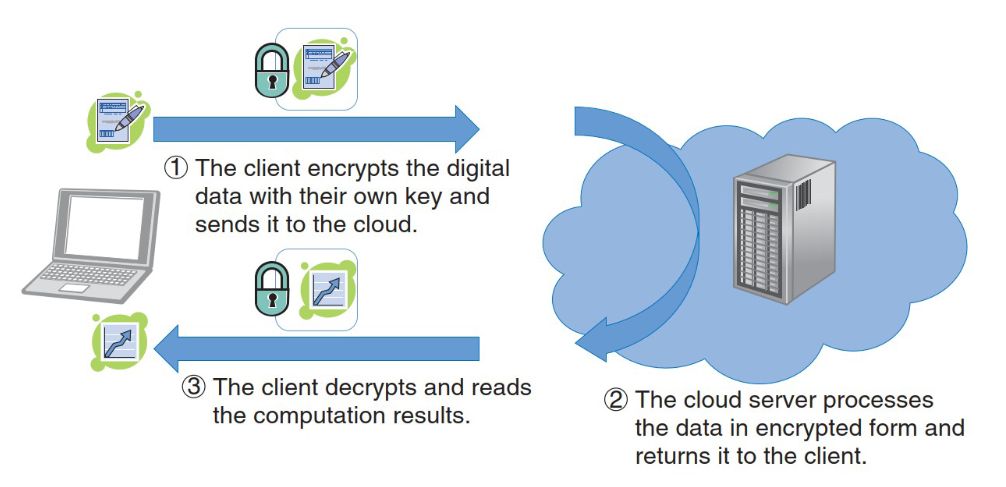 ① The client encrypts the digital
data with their own key and
sends it to the cloud.
③ The client decrypts and reads
the computation results.
② The cloud server processes
the data in encrypted form and
returns it to the client.